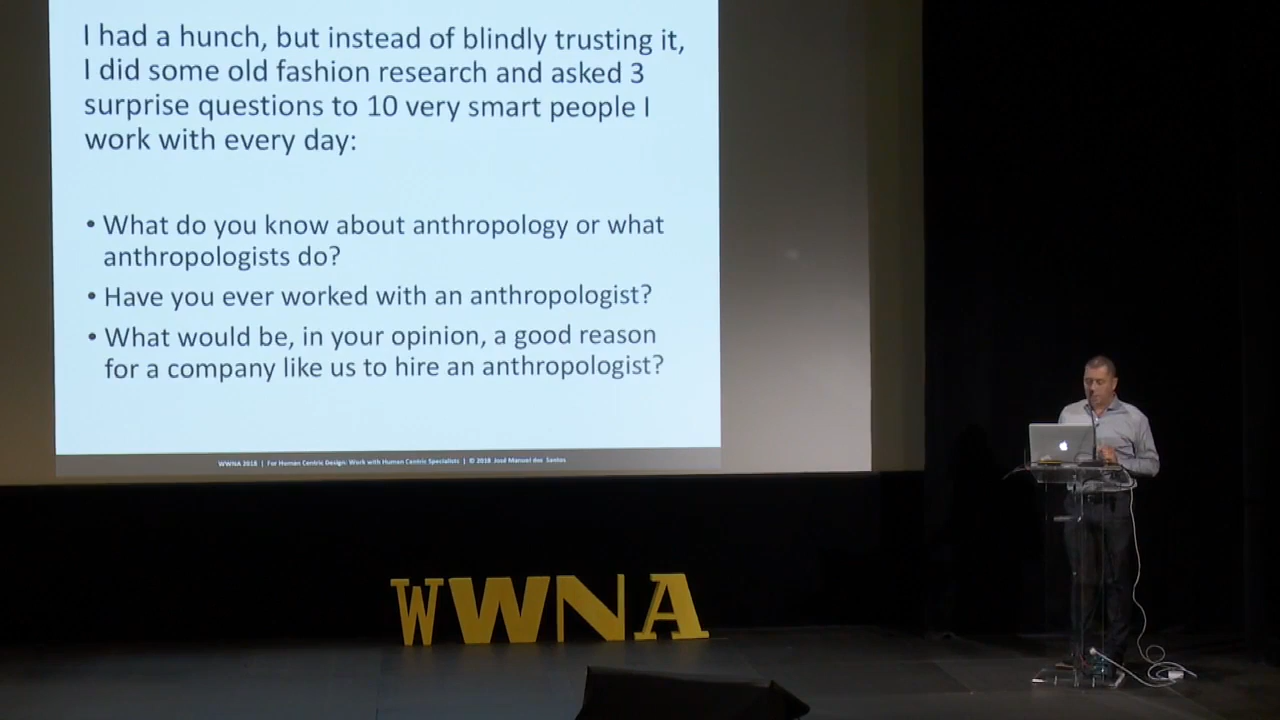 I had a hunch, but instead of blindly trusting it,
I did some old fashion research and asked 3
surprise questions to 10 very smart people I
work with every day:
• What do you know about anthropology or what
anthropologists do?
• Have you ever worked with an anthropologist?
• What would be, in your opinion, a good reason
for a company like us to hire an anthropologist?
WWNA 2018 | For Human Centric Design: Work with Human Centric Specialists | © 2018 José Manuel dos Santos
WWNA